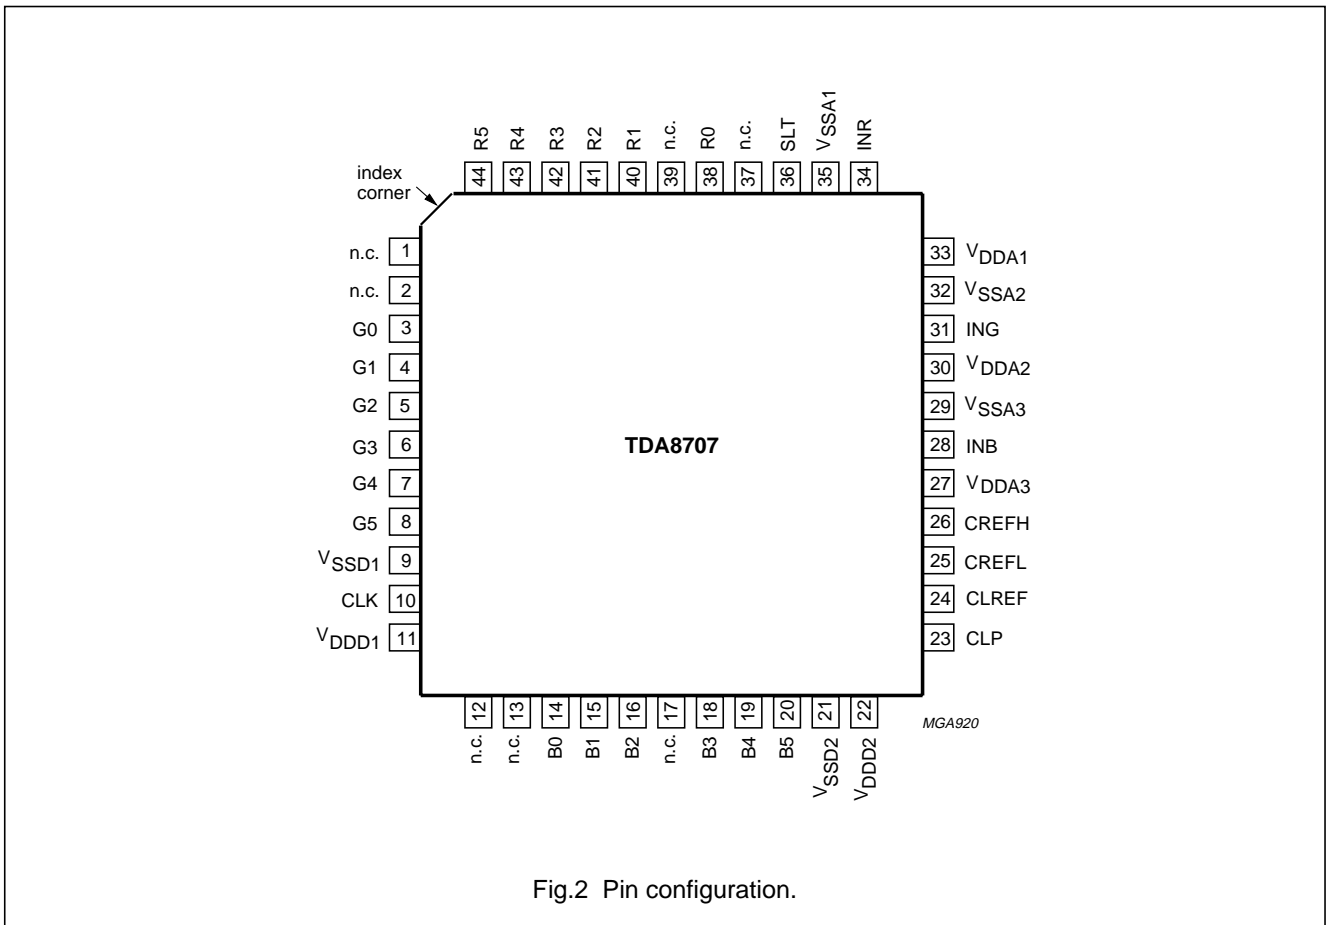 R5
R4
R3
R2
R1
n.c.
R0
n.c.
SLT
VSSA1
INR
44
43
42
41
40
39
38
37
36
35
34
index
corner
n.c. 1
n.c. 2
G0 3
G1 4
G2 5
G3 6
G4 7
G5 8
VSSD1 9
CLK 10
VDDD1 11
TDA8707
33 VDDA1
32 VSSA2
31 ING
30 VDDA2
29 VSSA3
28 INB
27 VDDA3
26 CREFH
25 CREFL
24 CLREF
23 CLP
12
13
14
15
16
17
18
19
20
21
22
n.c.
n.c.
B0
B1
B2
n.c.
B3
B4
B5
VSSD2
VDDD2
MGA920
Fig.2 Pin configuration.